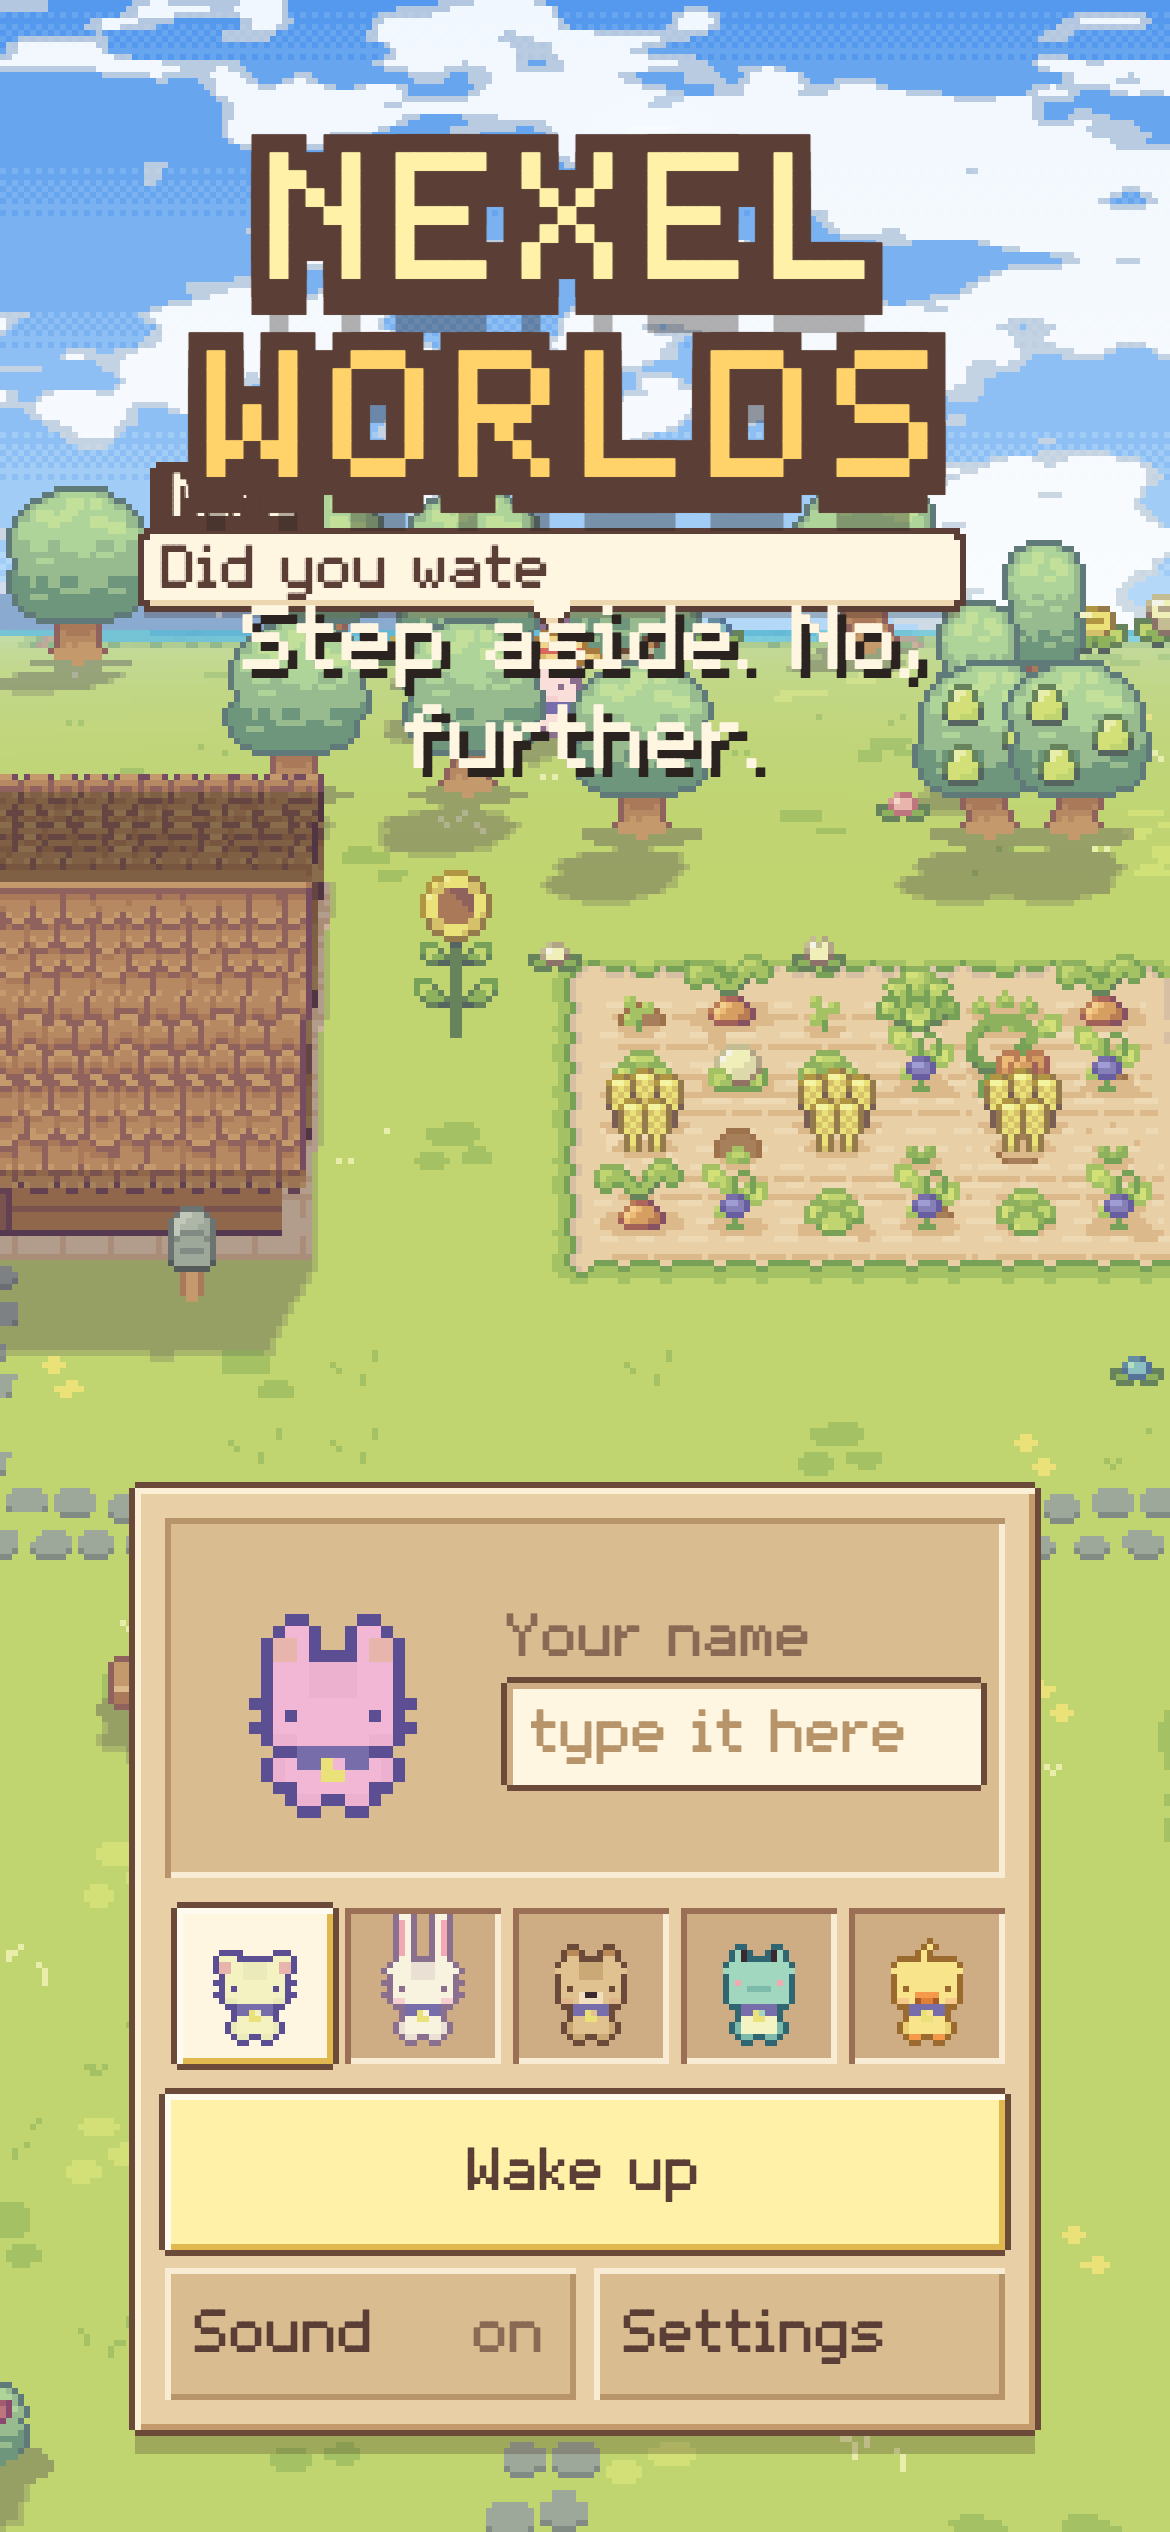 NEXEL
WORLDS
Did you wate
Step aside. No,
further.
Your name
type it here
Wake up
Sound on
Settings